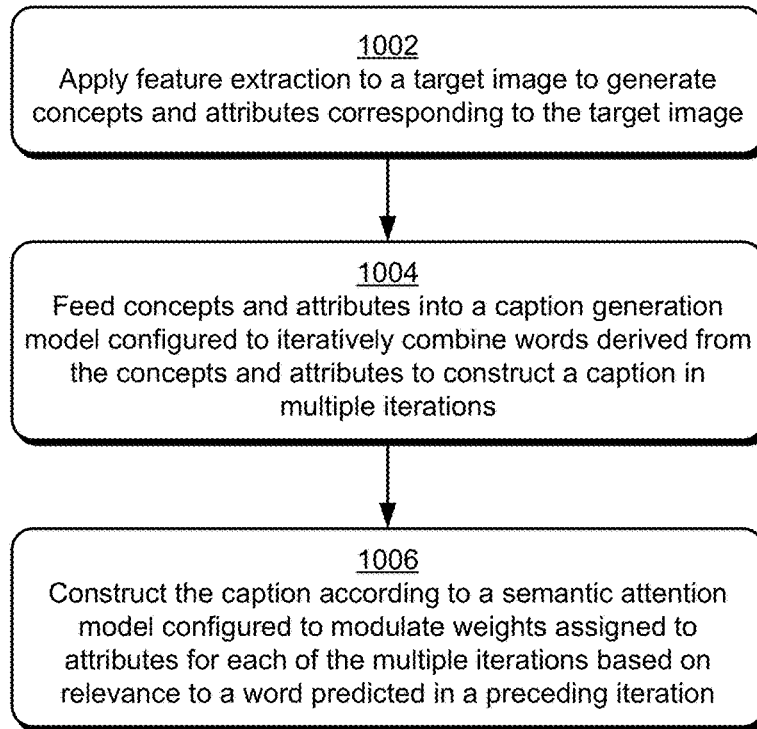 1002
Apply feature extraction to a target image to generate
concepts and attributes corresponding to the target image
1004
Feed concepts and attributes into a caption generation
model configured to iteratively combine words derived from
the concepts and attributes to construct a caption in
multiple iterations
1006
Construct the caption according to a semantic attention
model configured to modulate weights assigned to
attributes for each of the multiple iterations based on
relevance to a word predicted in a preceding iteration